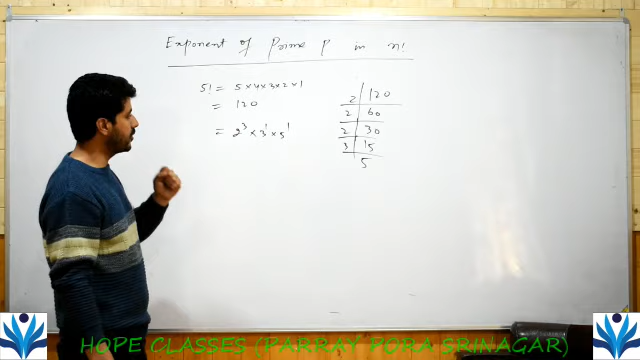 Exponent of Prime p in n!
5! = 5×4×3×2×1
= 120
= 2³ × 3¹ × 5¹
2 | 120
2 | 60
2 | 30
3 | 15
5
HOPE CLASSES (PARRAY PORA SRINAGAR)